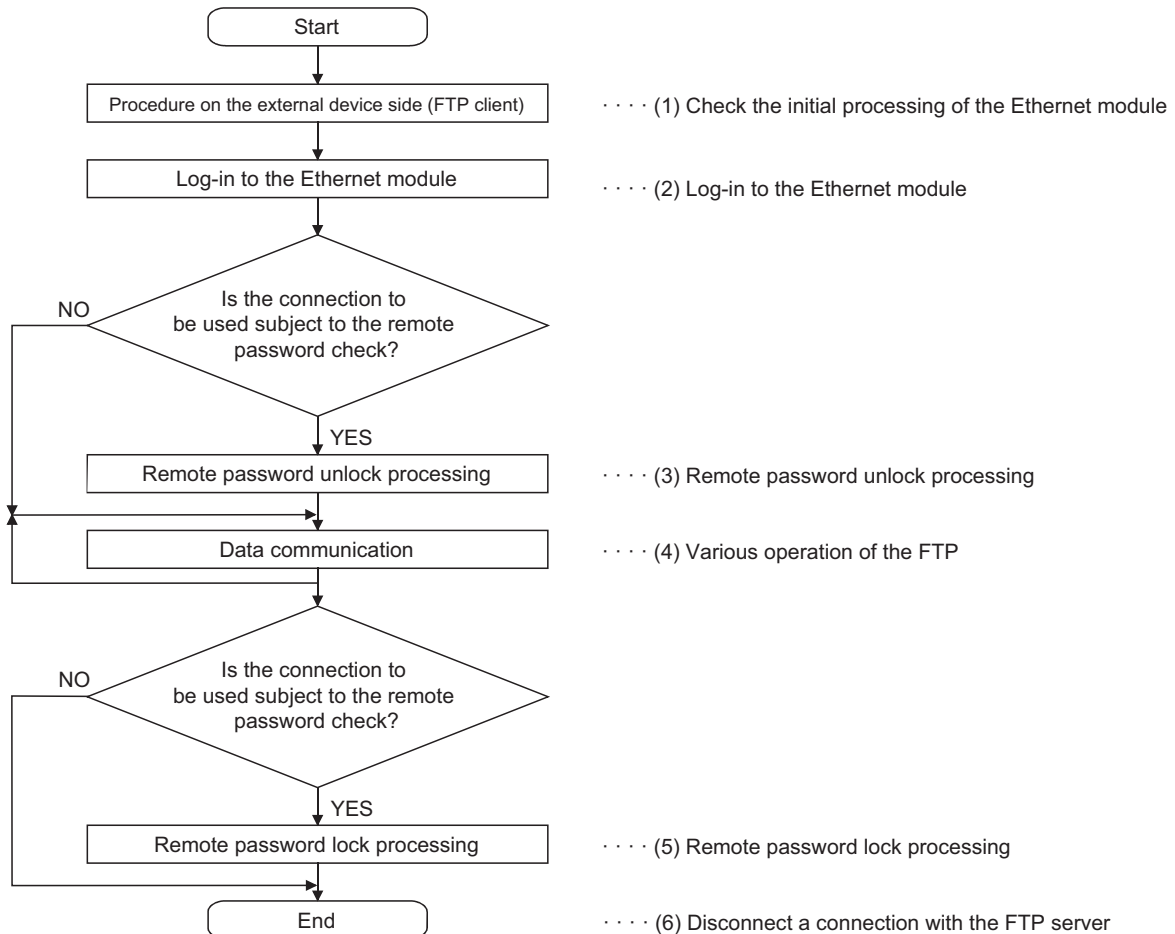 Start
Procedure on the external device side (FTP client)
· · · · (1) Check the initial processing of the Ethernet module
Log-in to the Ethernet module
· · · · (2) Log-in to the Ethernet module
NO
Is the connection to
be used subject to the remote
password check?
YES
Remote password unlock processing
· · · · (3) Remote password unlock processing
Data communication
· · · · (4) Various operation of the FTP
NO
Is the connection to
be used subject to the remote
password check?
YES
Remote password lock processing
· · · · (5) Remote password lock processing
End
· · · · (6) Disconnect a connection with the FTP server